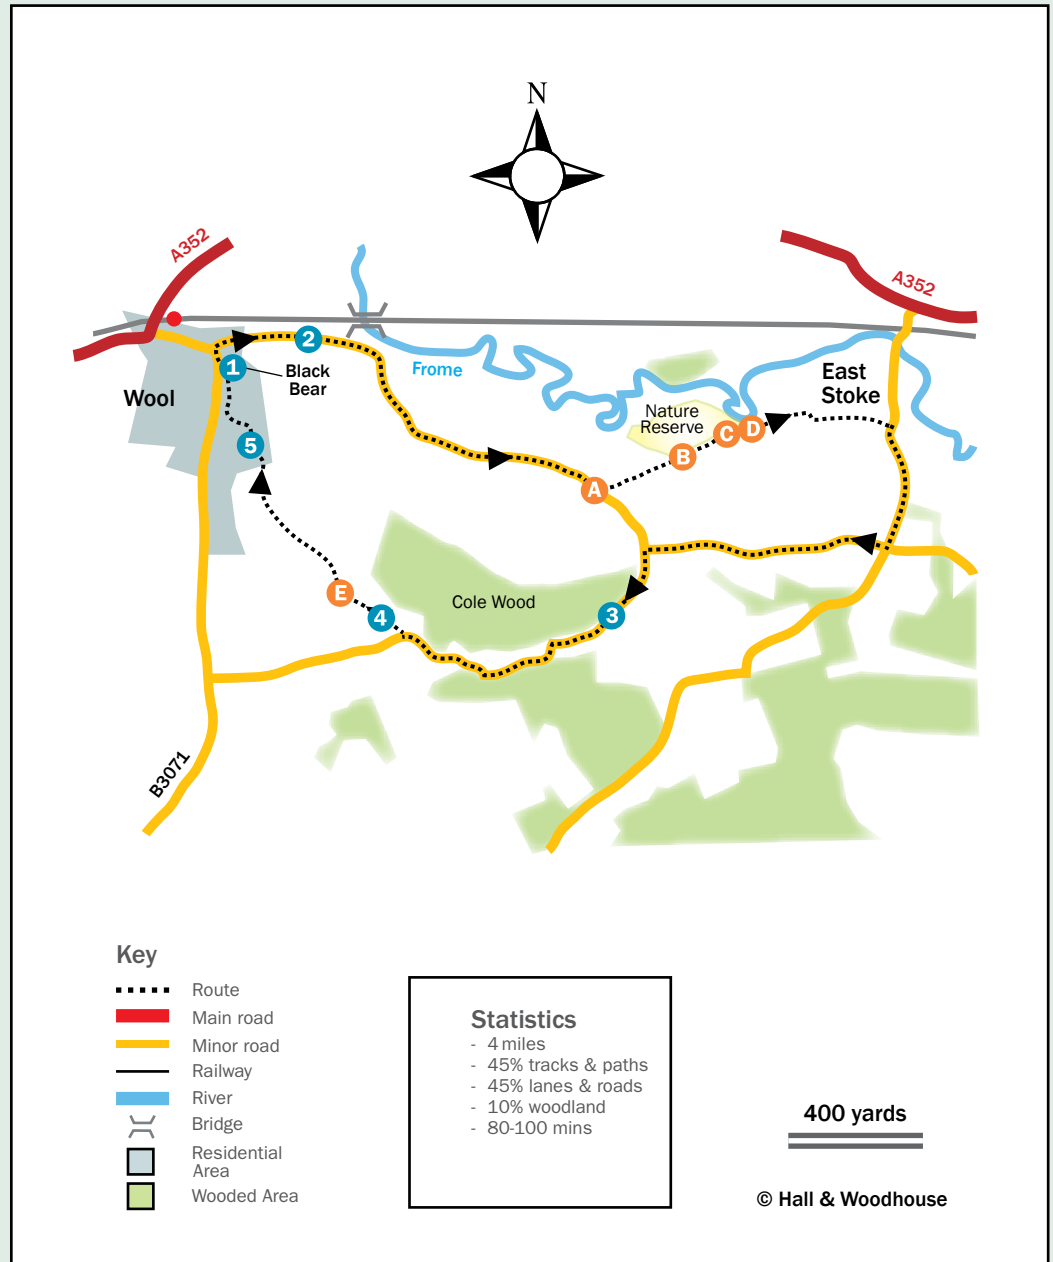 N
A352
A352
1
2
Black
Bear
Wool
Frome
East
Stoke
Nature
Reserve
C
D
B
5
A
Cole Wood
E
4
3
B3071
Key
Route
Main road
Minor road
Railway
River
Bridge
Residential
Area
Wooded Area
Statistics
- 4 miles
- 45% tracks & paths
- 45% lanes & roads
- 10% woodland
- 80-100 mins
400 yards
© Hall & Woodhouse